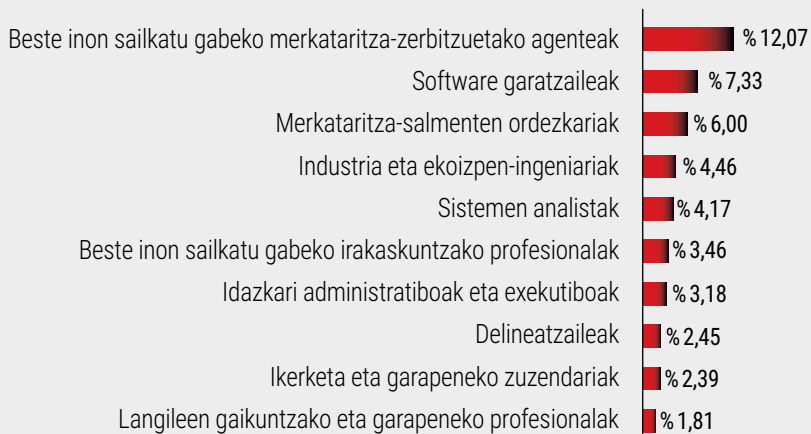 Beste inon sailkatu gabeko merkataritza-zerbitzuetako agenteak % 12,07
Software garatzaileak % 7,33
Merkataritza-salmenten ordezkariak % 6,00
Industria eta ekoizpen-ingeniariak % 4,46
Sistemen analistak % 4,17
Beste inon sailkatu gabeko irakaskuntzako profesionalak % 3,46
Idazkari administratiboak eta exekutiboak % 3,18
Delineatzaileak % 2,45
Ikerketa eta garapeneko zuzendariak % 2,39
Langileen gaikuntzako eta garapeneko profesionalak % 1,81